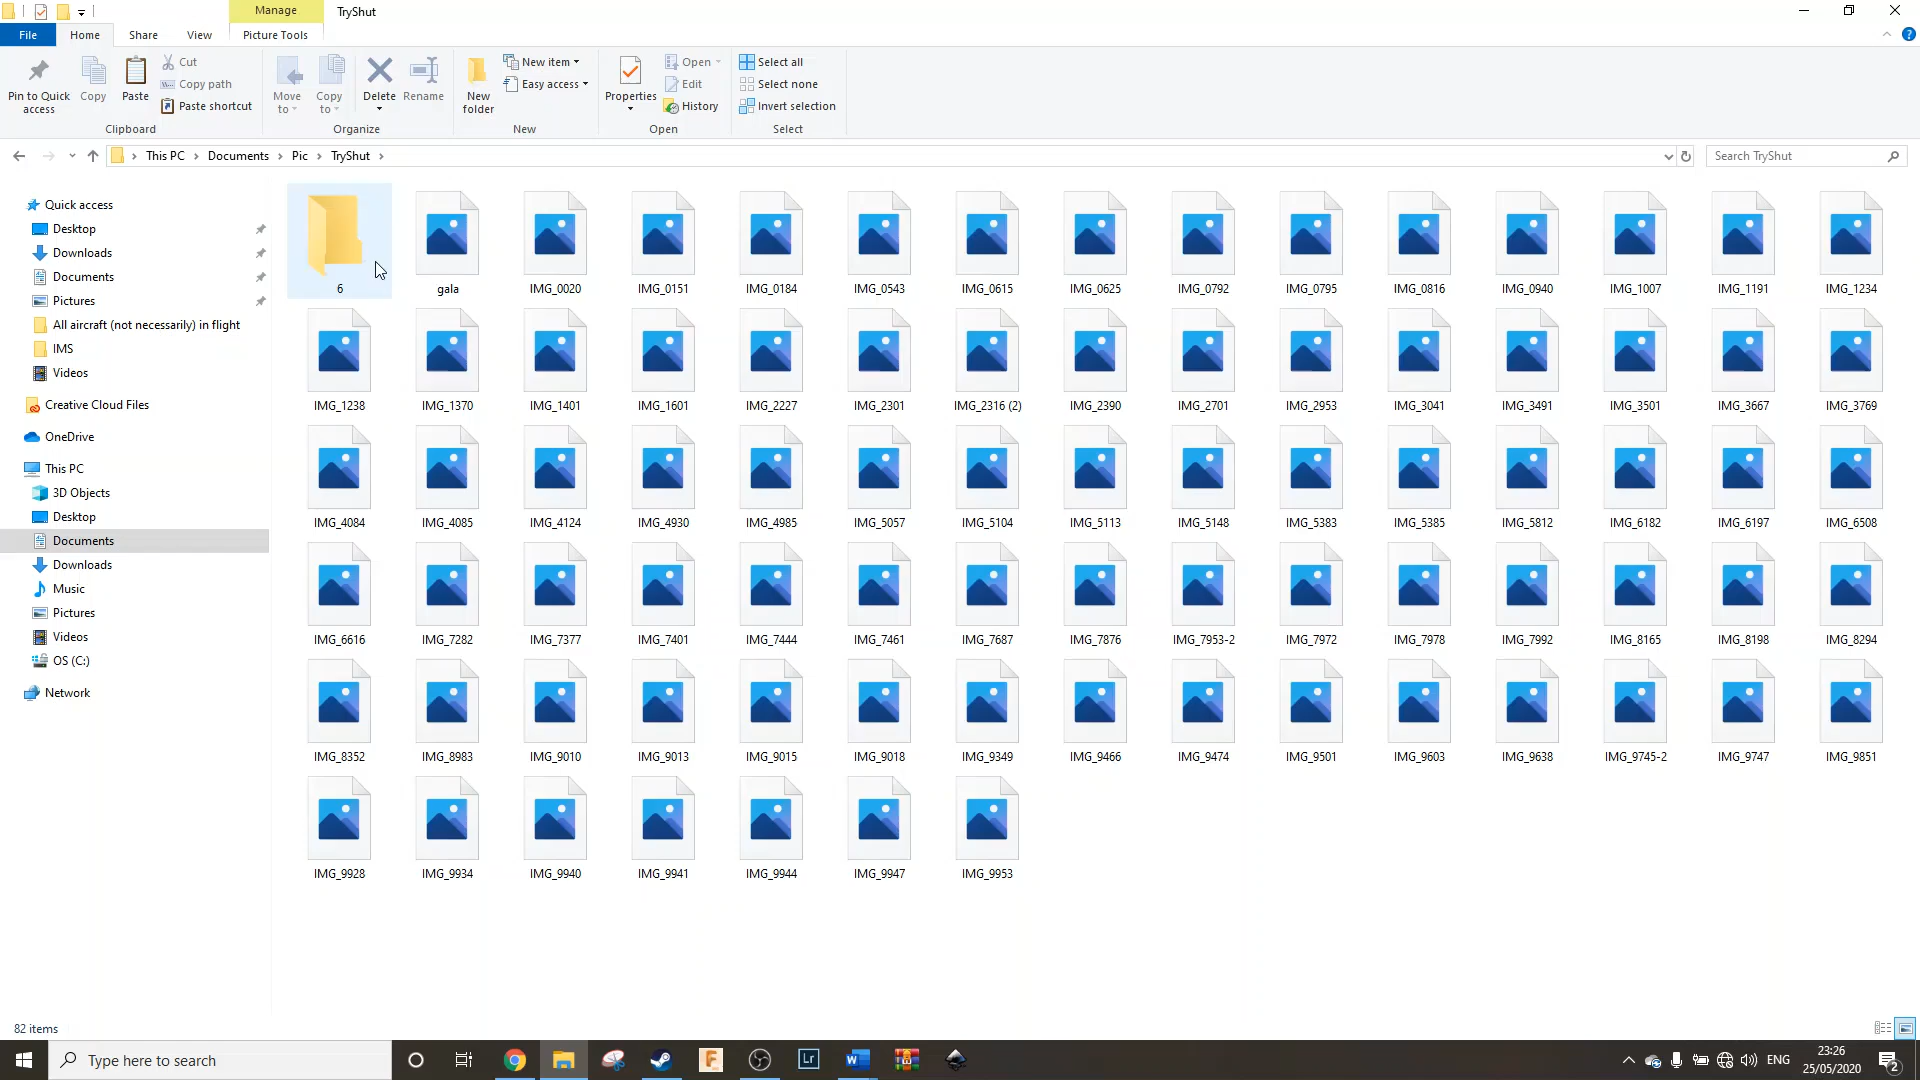 Manage
TryShut
File
Home
Share
View
Picture Tools
Pin to Quick access
Copy
Paste
Cut
Copy path
Paste shortcut
Clipboard
Move to
Copy to
Delete
Rename
Organize
New folder
New item
Easy access
New
Properties
Open
Edit
History
Open
Select all
Select none
Invert selection
Select
This PC > Documents > Pic > TryShut >
Search TryShut
Quick access
Desktop
Downloads
Documents
Pictures
All aircraft (not necessarily) in flight
IMS
Videos
Creative Cloud Files
OneDrive
This PC
3D Objects
Desktop
Documents
Downloads
Music
Pictures
Videos
OS (C:)
Network
6 gala IMG_0020 IMG_0151 IMG_0184 IMG_0543 IMG_0615 IMG_0625 IMG_0792 IMG_0795 IMG_0816 IMG_0940 IMG_1007 IMG_1191 IMG_1234
IMG_1238 IMG_1370 IMG_1401 IMG_1601 IMG_2227 IMG_2301 IMG_2316 (2) IMG_2390 IMG_2701 IMG_2953 IMG_3041 IMG_3491 IMG_3501 IMG_3667 IMG_3769
IMG_4084 IMG_4085 IMG_4124 IMG_4930 IMG_4985 IMG_5057 IMG_5104 IMG_5113 IMG_5148 IMG_5383 IMG_5385 IMG_5812 IMG_6182 IMG_6197 IMG_6508
IMG_6616 IMG_7282 IMG_7377 IMG_7401 IMG_7444 IMG_7461 IMG_7687 IMG_7876 IMG_7953-2 IMG_7972 IMG_7978 IMG_7992 IMG_8165 IMG_8198 IMG_8294
IMG_8352 IMG_8983 IMG_9010 IMG_9013 IMG_9015 IMG_9018 IMG_9349 IMG_9466 IMG_9474 IMG_9501 IMG_9603 IMG_9638 IMG_9745-2 IMG_9747 IMG_9851
IMG_9928 IMG_9934 IMG_9940 IMG_9941 IMG_9944 IMG_9947 IMG_9953
82 items
Type here to search
Lr
ENG
23:26
25/05/2020
2